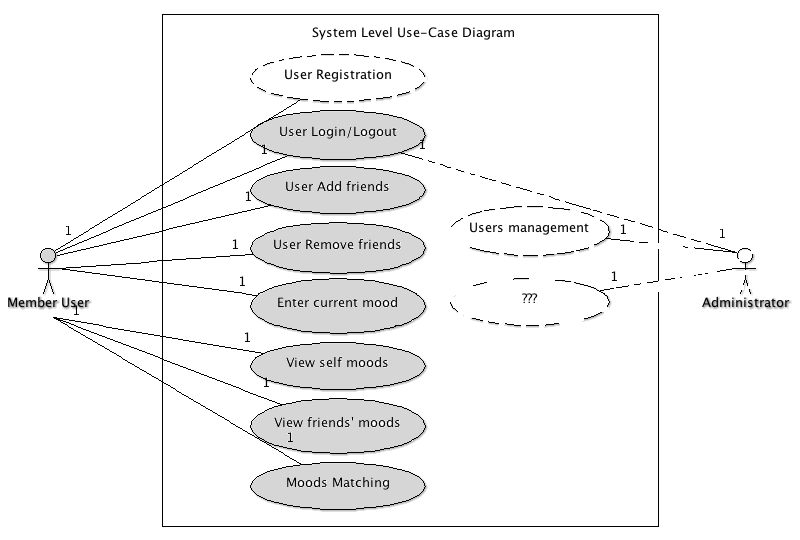 System Level Use-Case Diagram
User Registration
User Login/Logout
1
1
User Add friends
1
Users management
1
1
1
User Remove friends
1
Member User
Enter current mood
1
???
1
Administrator
1
View self moods
1
View friends' moods
1
Moods Matching
1